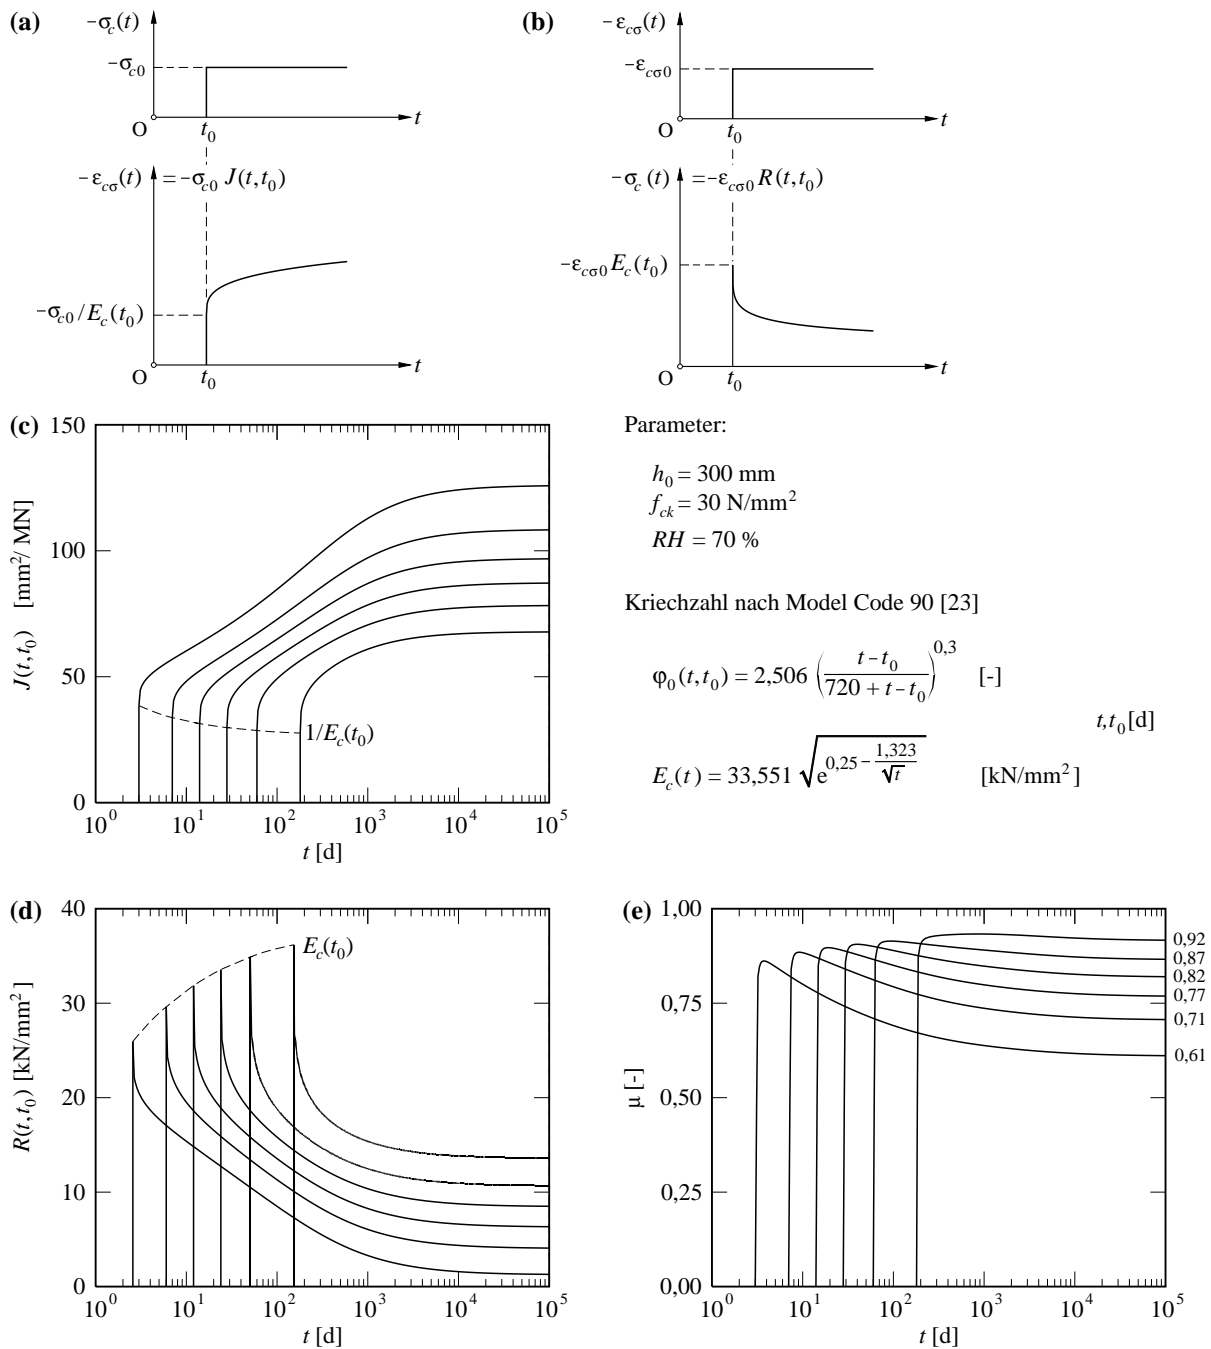 (a)
-σc(t)
-σc0
O
t0
t
-εcσ(t) = -σc0 J(t,t0)
-σc0/Ec(t0)
O
t0
t
(b)
-εcσ(t)
-εcσ0
O
t0
t
-σc(t) = -εcσ0 R(t,t0)
-εcσ0 Ec(t0)
O
t0
t
(c)
150
100
50
0
J(t,t0) [mm²/ MN]
1/Ec(t0)
10⁰ 10¹ 10² 10³ 10⁴ 10⁵
t [d]
Parameter:
h0 = 300 mm
fck = 30 N/mm²
RH = 70 %
Kriechzahl nach Model Code 90 [23]
φ0(t,t0) = 2,506 ((t-t0)/(720 + t-t0))^0,3 [-]
t,t0[d]
Ec(t) = 33,551 √(e^(0,25 - 1,323/√t)) [kN/mm²]
(d)
40
30
20
10
0
R(t,t0) [kN/mm²]
Ec(t0)
10⁰ 10¹ 10² 10³ 10⁴ 10⁵
t [d]
(e)
1,00
0,75
0,50
0,25
0,00
μ [-]
0,92
0,87
0,82
0,77
0,71
0,61
10⁰ 10¹ 10² 10³ 10⁴ 10⁵
t [d]